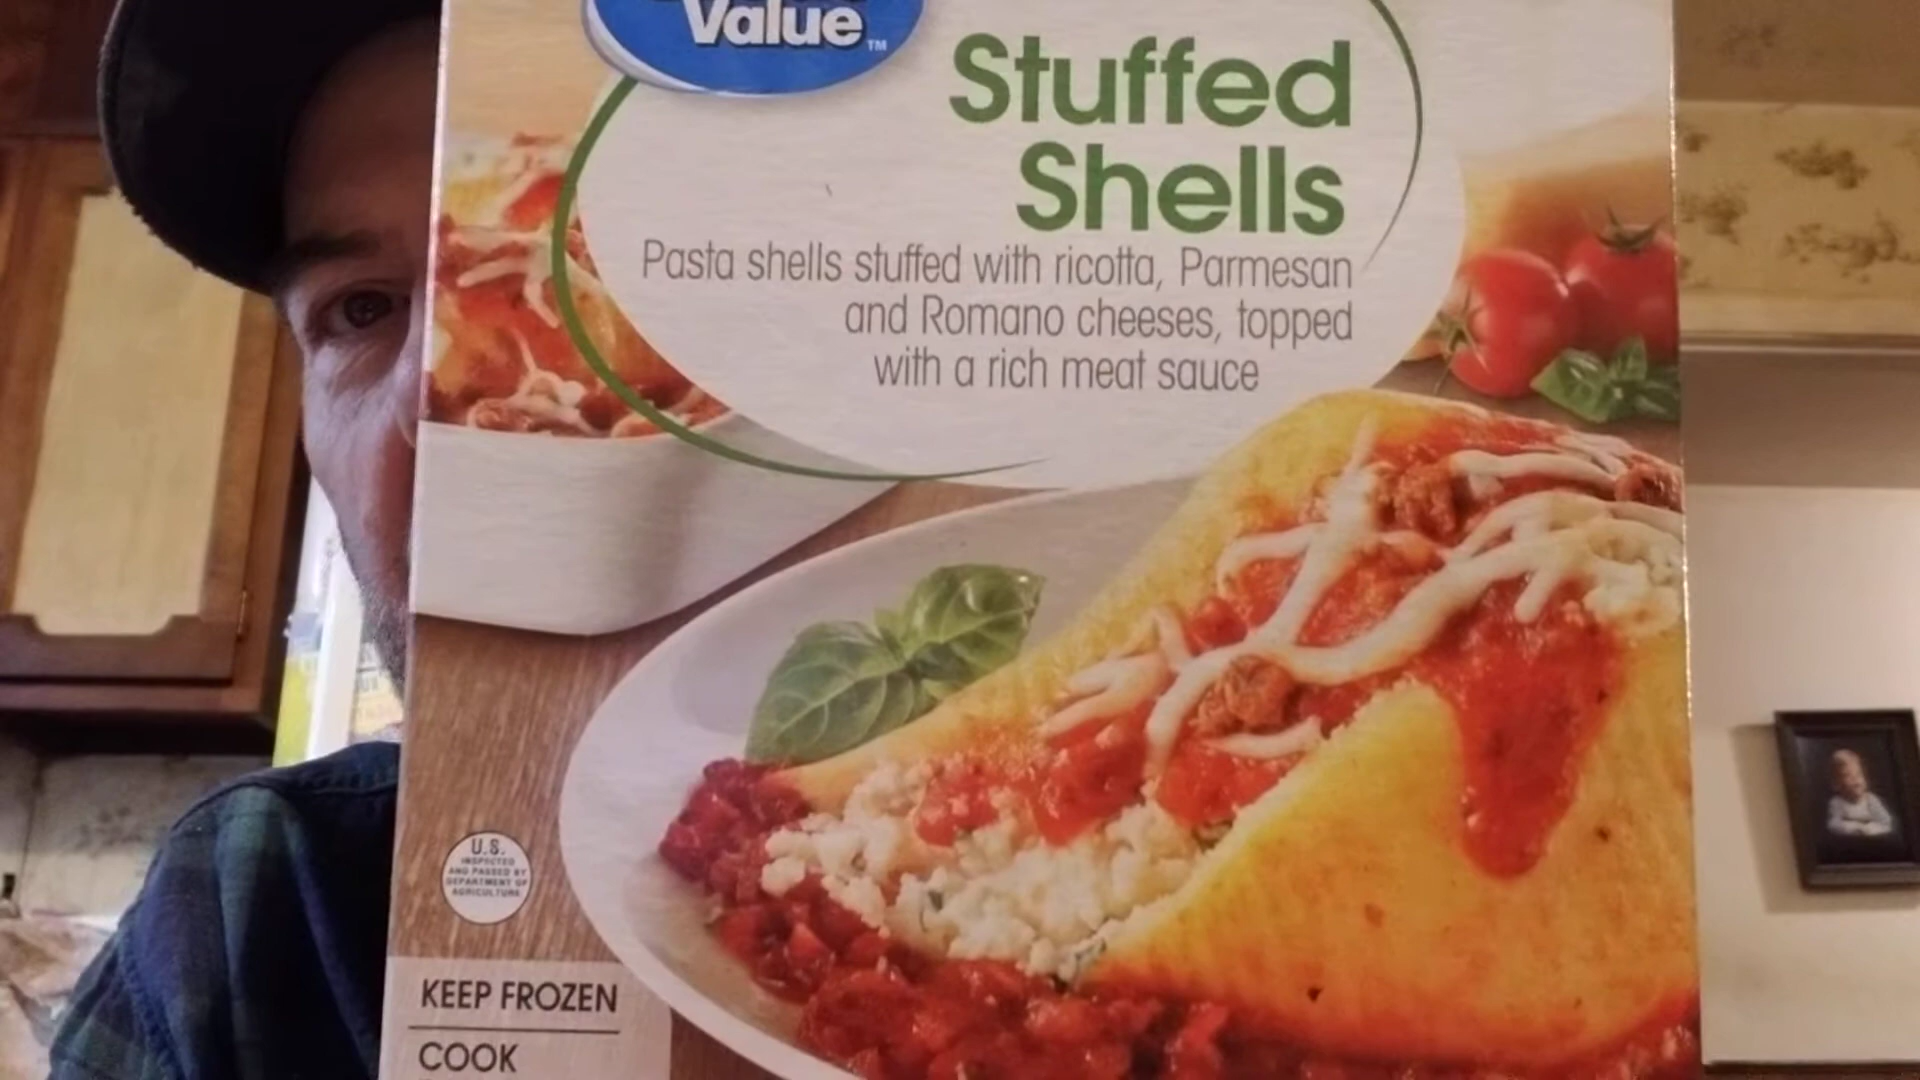 Value™
Stuffed
Shells
Pasta shells stuffed with ricotta, Parmesan
and Romano cheeses, topped
with a rich meat sauce
U.S.
INSPECTED
AND PASSED BY
DEPARTMENT OF
AGRICULTURE
KEEP FROZEN
COOK